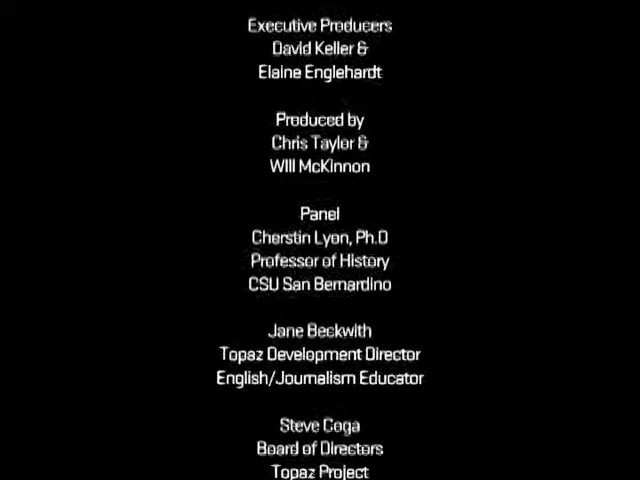 Executive Producers
David Keller &
Elaine Englehardt
Produced by
Chris Taylor &
Will McKinnon
Panel
Cherstin Lyon, Ph.D
Professor of History
CSU San Bernardino
Jane Beckwith
Topaz Development Director
English/Journalism Educator
Steve Coga
Board of Directors
Topaz Project